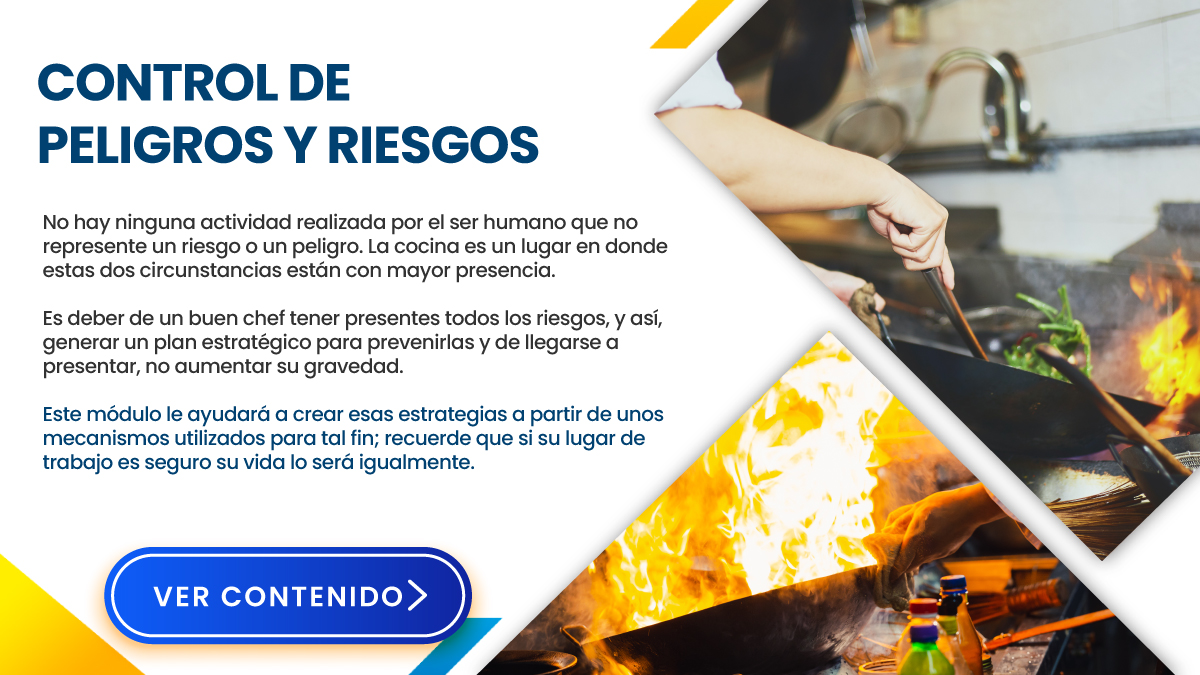 CONTROL DE
PELIGROS Y RIESGOS
No hay ninguna actividad realizada por el ser humano que no
represente un riesgo o un peligro. La cocina es un lugar en donde
estas dos circunstancias están con mayor presencia.
Es deber de un buen chef tener presentes todos los riesgos, y así,
generar un plan estratégico para prevenirlas y de llegarse a
presentar, no aumentar su gravedad.
Este módulo le ayudará a crear esas estrategias a partir de unos
mecanismos utilizados para tal fin; recuerde que si su lugar de
trabajo es seguro su vida lo será igualmente.
VER CONTENIDO